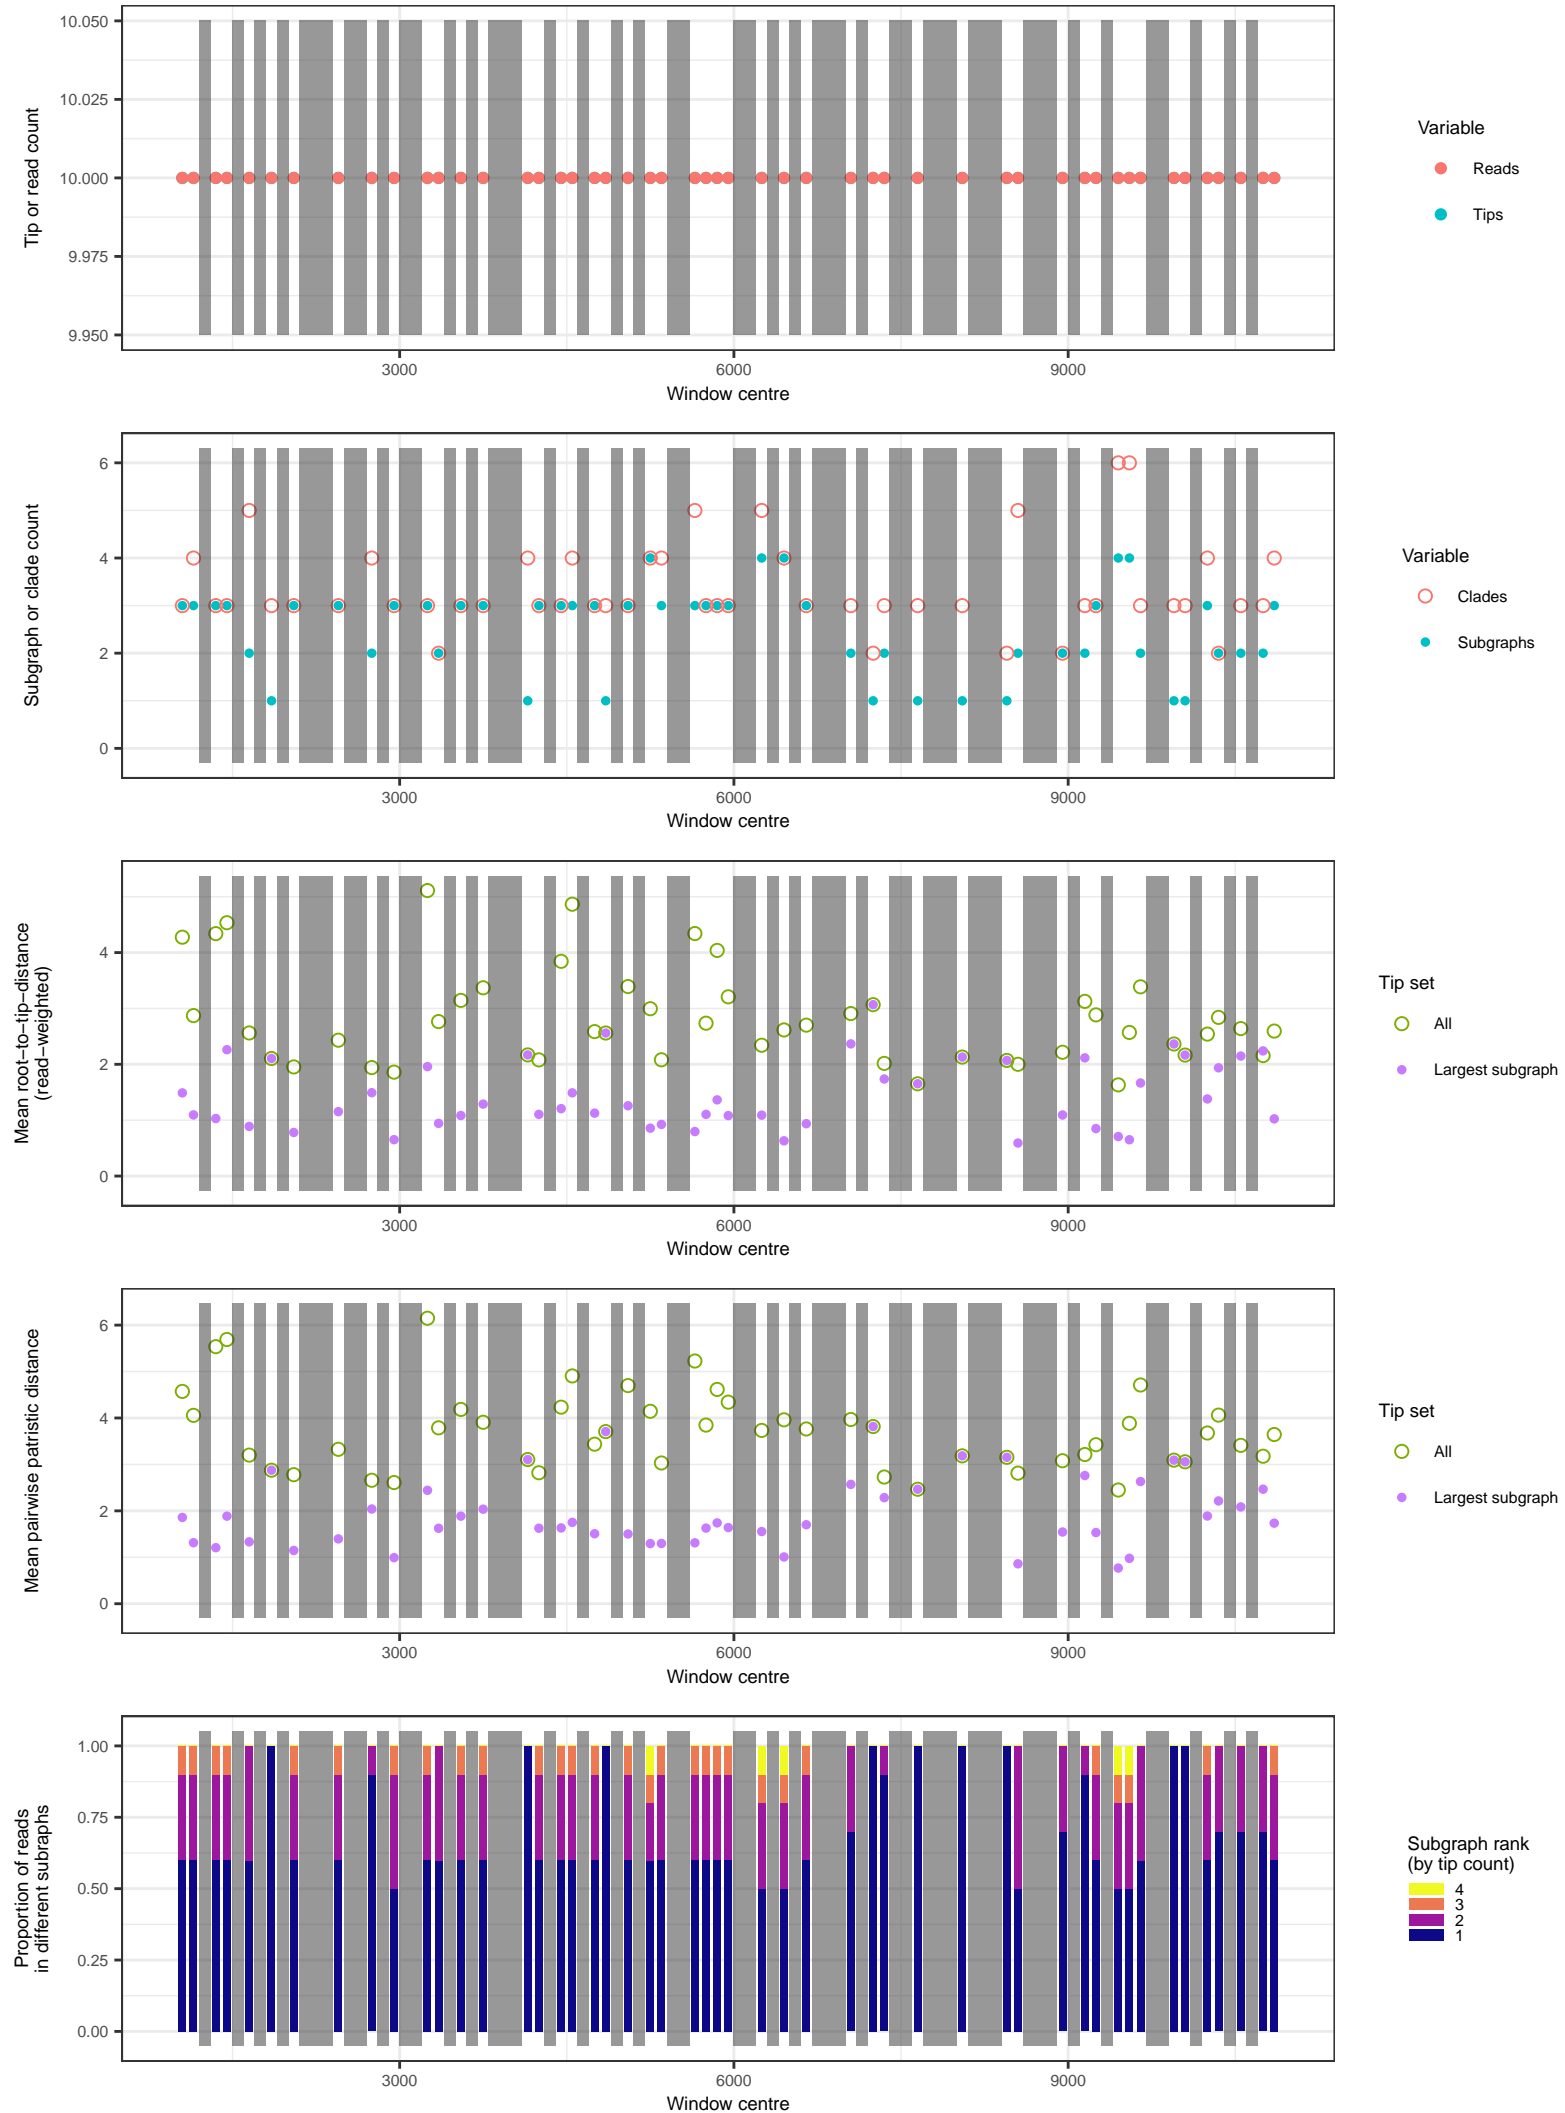 10.050
10.025
10.000
9.975
9.950
Tip or read count
3000
6000
9000
Window centre
Variable
Reads
Tips
6
4
2
0
Subgraph or clade count
3000
6000
9000
Window centre
Variable
Clades
Subgraphs
4
2
0
Mean root−to−tip−distance
(read−weighted)
3000
6000
9000
Window centre
Tip set
All
Largest subgraph
6
4
2
0
Mean pairwise patristic distance
3000
6000
9000
Window centre
Tip set
All
Largest subgraph
1.00
0.75
0.50
0.25
0.00
Proportion of reads
in different subraphs
3000
6000
9000
Window centre
Subgraph rank
(by tip count)
4
3
2
1